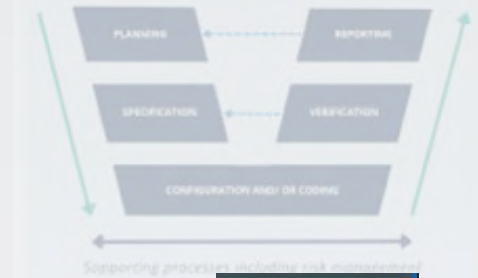 PLANNING
REPORTING
SPECIFICATION
VERIFICATION
CONFIGURATION AND/ OR CODING
Supporting processes including risk management